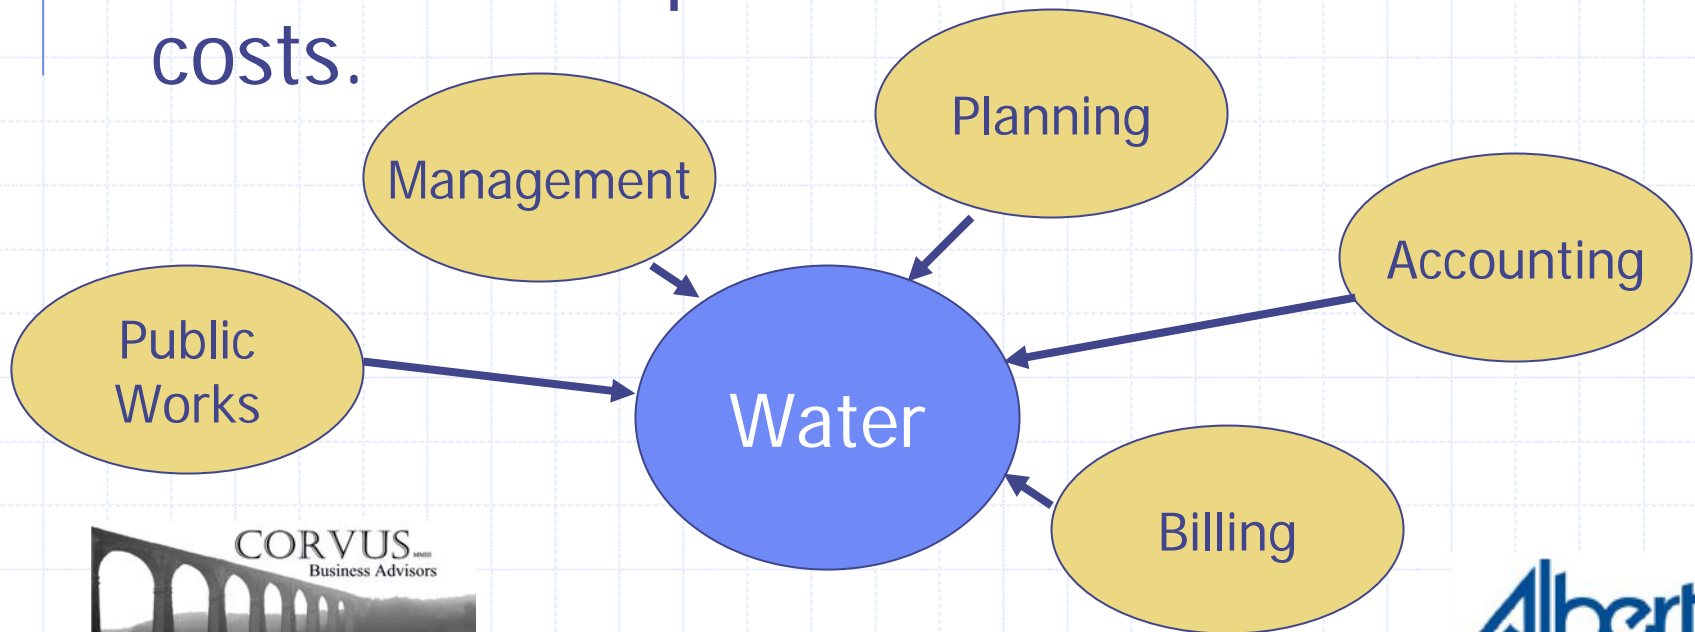 costs.
Planning
Management
Accounting
Public
Works
Water
Billing
CORVUS
Business Advisors